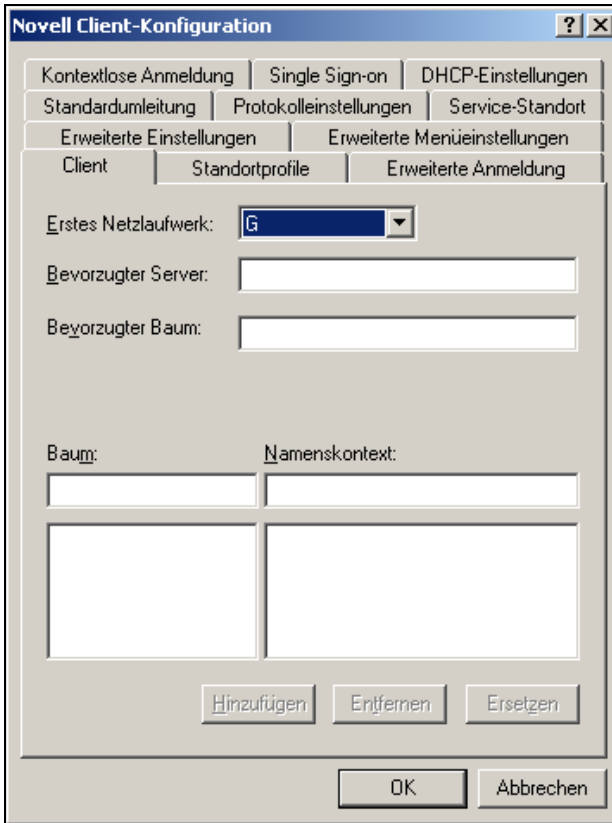 Novell Client-Konfiguration
Kontextlose Anmeldung Single Sign-on DHCP-Einstellungen
Standardumleitung Protokolleinstellungen Service-Standort
Erweiterte Einstellungen Erweiterte Menüeinstellungen
Client Standortprofile Erweiterte Anmeldung
Erstes Netzlaufwerk: G
Bevorzugter Server:
Bevorzugter Baum:
Baum: Namenskontext:
Hinzufügen Entfernen Ersetzen
OK Abbrechen